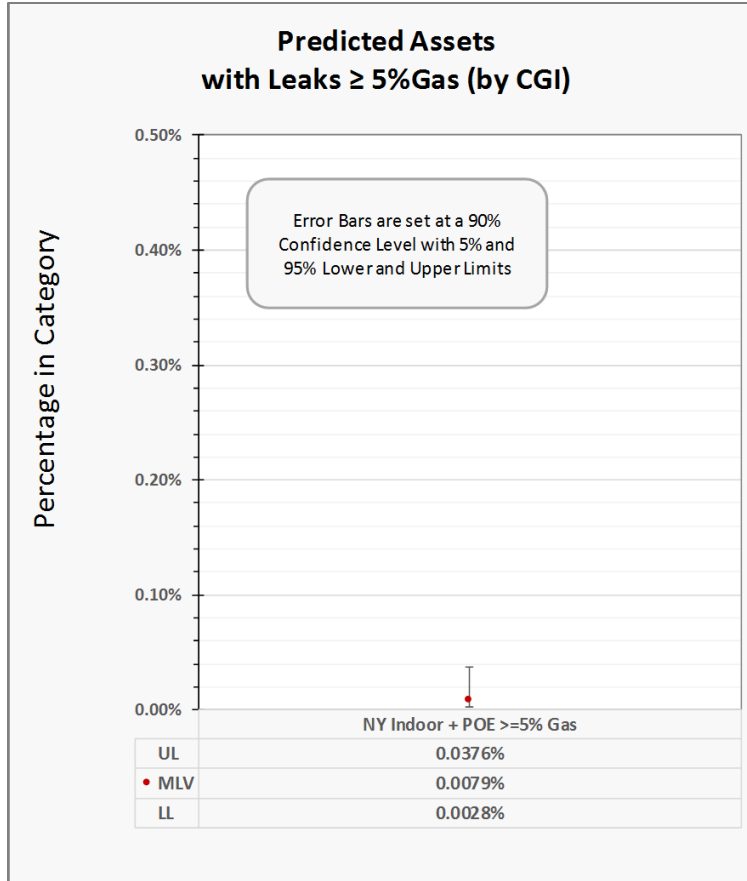 Predicted Assets
with Leaks ≥ 5%Gas (by CGI)
0.50%
Error Bars are set at a 90%
Confidence Level with 5% and
95% Lower and Upper Limits
0.40%
Percentage in Category
0.30%
0.20%
0.10%
0.00%
NY Indoor + POE >=5% Gas
UL 0.0376%
MLV 0.0079%
LL 0.0028%